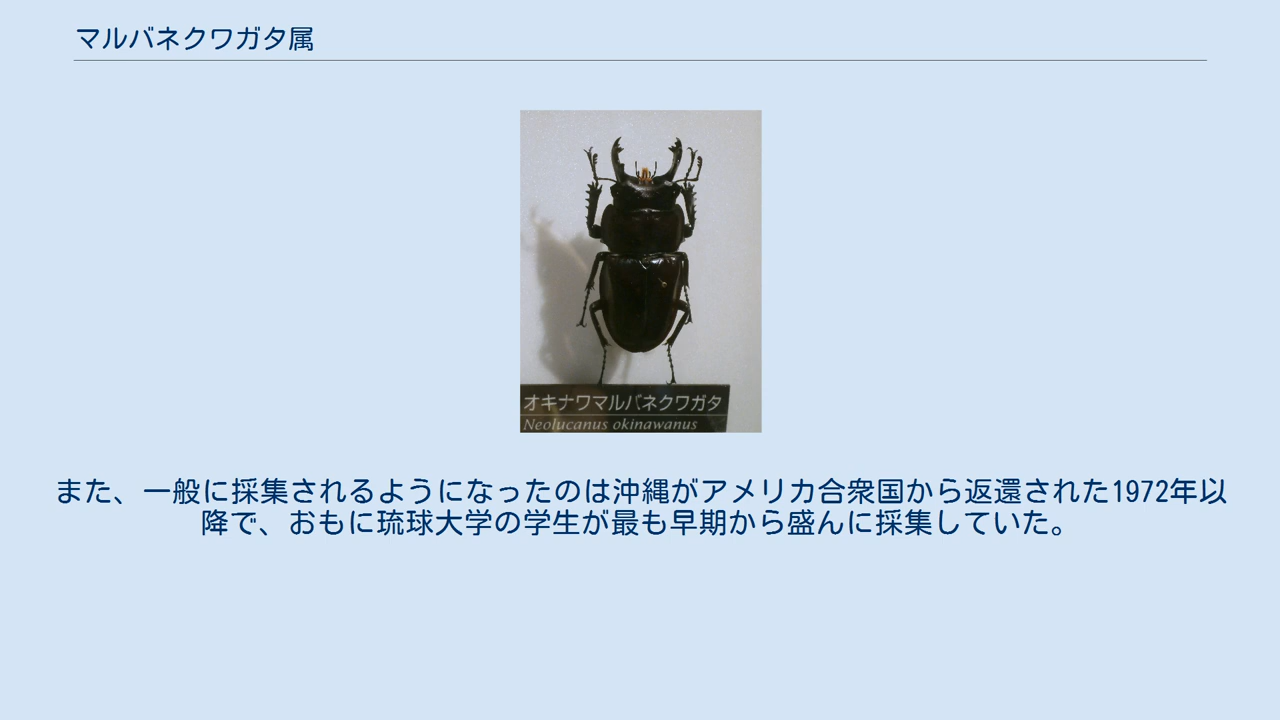 マルバネクワガタ属
オキナワマルバネクワガタ
Neolucanus okinawanus
また、一般に採集されるようになったのは沖縄がアメリカ合衆国から返還された1972年以
降で、おもに琉球大学の学生が最も早期から盛んに採集していた。